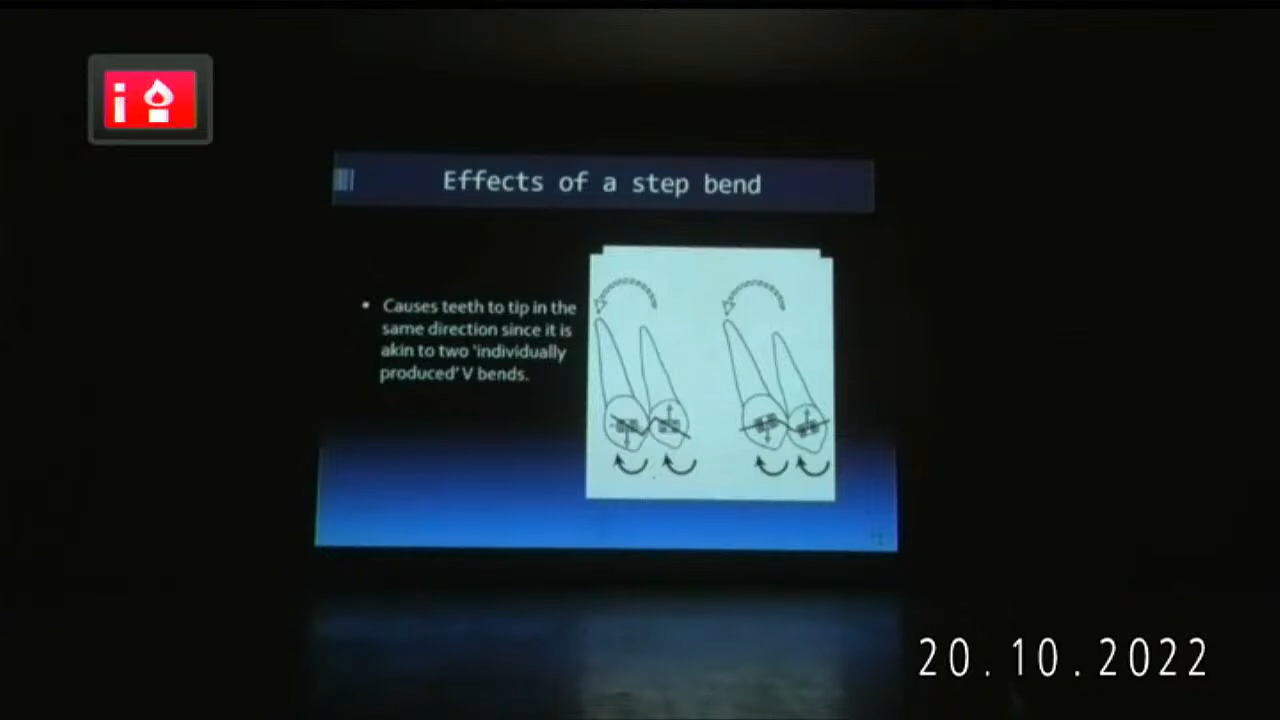 i
Effects of a step bend
• Causes teeth to tip in the
same direction since it is
akin to two 'individually
produced' V bends.
20.10.2022